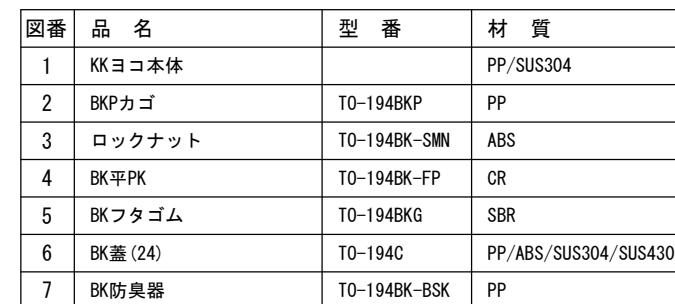 図番 品 名 型 番 材 質
1 KKヨコ本体 PP/SUS304
2 BKPカゴ TO-194BKP PP
3 ロックナット TO-194BK-SMN ABS
4 BK平PK TO-194BK-FP CR
5 BKフタゴム TO-194BKG SBR
6 BK蓋(24) TO-194C PP/ABS/SUS304/SUS430
7 BK防臭器 TO-194BK-BSK PP